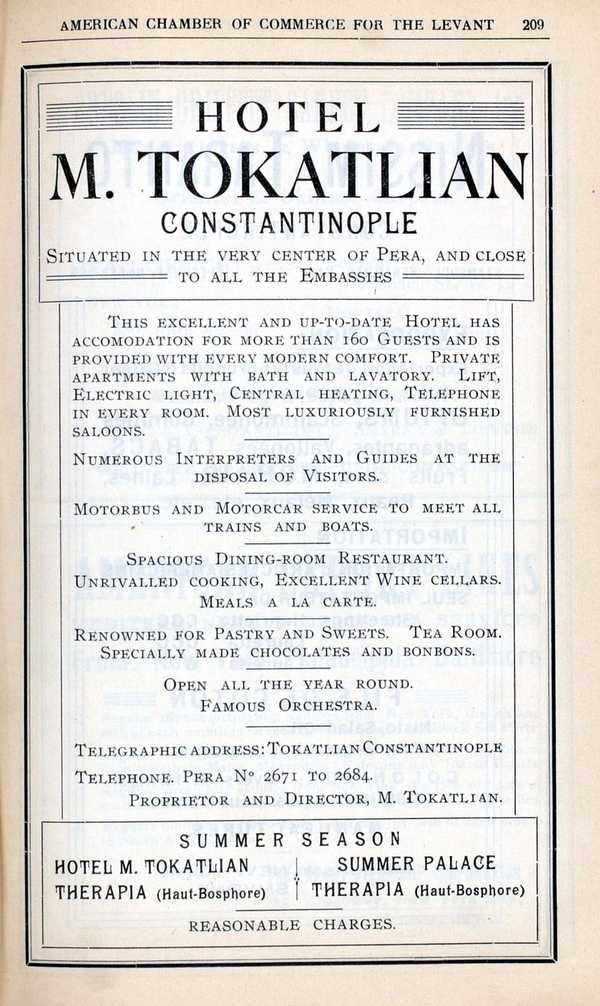 AMERICAN CHAMBER OF COMMERCE FOR THE LEVANT 209
HOTEL
M. TOKATLIAN
CONSTANTINOPLE
SITUATED IN THE VERY CENTER OF PERA, AND CLOSE
TO ALL THE EMBASSIES
THIS EXCELLENT AND UP-TO-DATE HOTEL HAS
ACCOMODATION FOR MORE THAN 160 GUESTS AND IS
PROVIDED WITH EVERY MODERN COMFORT. PRIVATE
APARTMENTS WITH BATH AND LAVATORY. LIFT,
ELECTRIC LIGHT, CENTRAL HEATING, TELEPHONE
IN EVERY ROOM. MOST LUXURIOUSLY FURNISHED
SALOONS.
NUMEROUS INTERPRETERS AND GUIDES AT THE
DISPOSAL OF VISITORS.
MOTORBUS AND MOTORCAR SERVICE TO MEET ALL
TRAINS AND BOATS.
SPACIOUS DINING-ROOM RESTAURANT.
UNRIVALLED COOKING, EXCELLENT WINE CELLARS.
MEALS A LA CARTE.
RENOWNED FOR PASTRY AND SWEETS. TEA ROOM.
SPECIALLY MADE CHOCOLATES AND BONBONS.
OPEN ALL THE YEAR ROUND.
FAMOUS ORCHESTRA.
TELEGRAPHIC ADDRESS: TOKATLIAN CONSTANTINOPLE
TELEPHONE. PERA Nº 2671 TO 2684.
PROPRIETOR AND DIRECTOR, M. TOKATLIAN.
SUMMER SEASON
HOTEL M. TOKATLIAN | SUMMER PALACE
THERAPIA (Haut-Bosphore) | THERAPIA (Haut-Bosphore)
REASONABLE CHARGES.